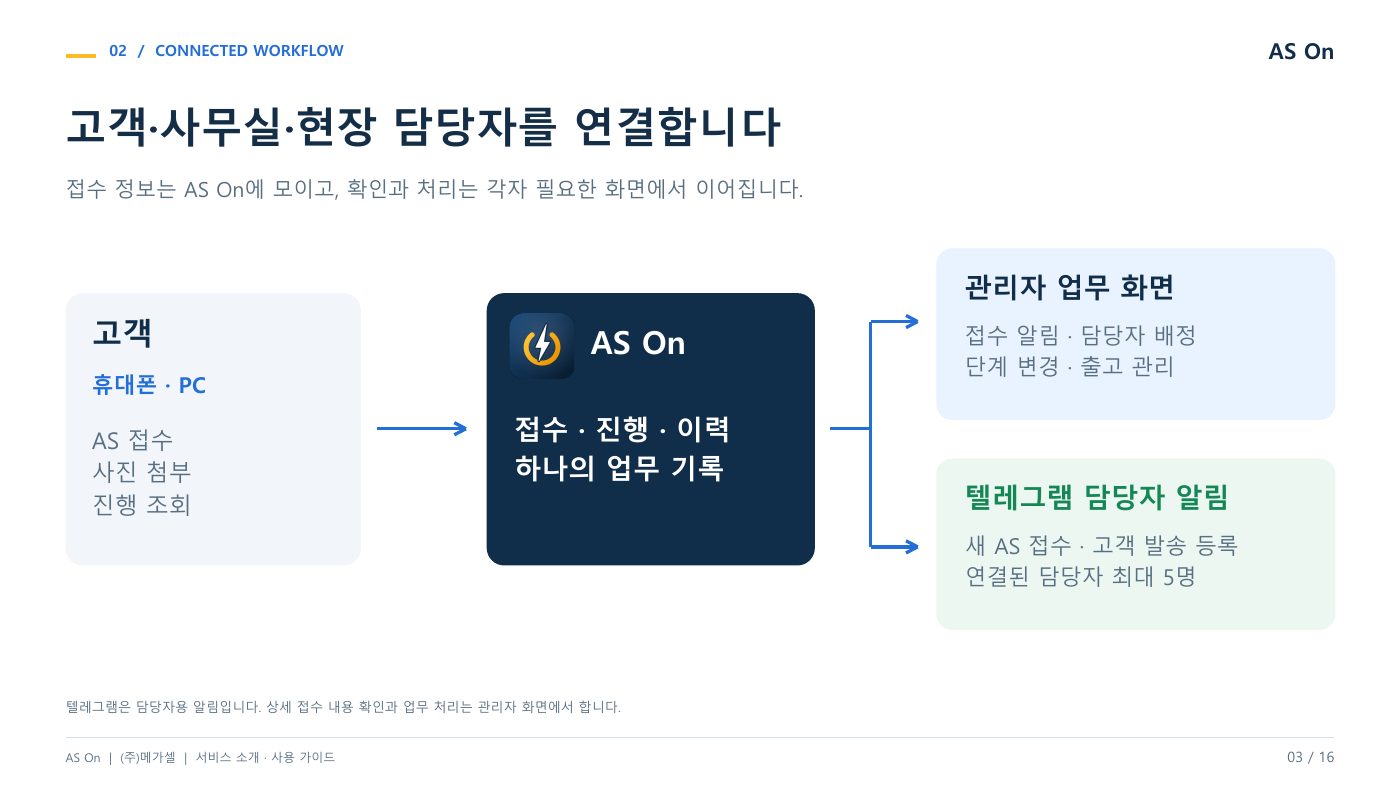 02 / CONNECTED WORKFLOW
AS On
고객·사무실·현장 담당자를 연결합니다
접수 정보는 AS On에 모이고, 확인과 처리는 각자 필요한 화면에서 이어집니다.
고객
휴대폰 · PC
AS 접수
사진 첨부
진행 조회
AS On
접수 · 진행 · 이력
하나의 업무 기록
관리자 업무 화면
접수 알림 · 담당자 배정
단계 변경 · 출고 관리
텔레그램 담당자 알림
새 AS 접수 · 고객 발송 등록
연결된 담당자 최대 5명
텔레그램은 담당자용 알림입니다. 상세 접수 내용 확인과 업무 처리는 관리자 화면에서 합니다.
AS On | (주)메가셀 | 서비스 소개 · 사용 가이드
03 / 16